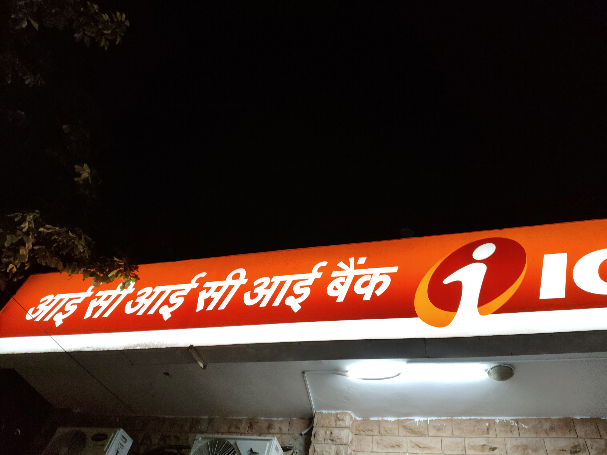 आई सी आई सी आई बैंक i IC